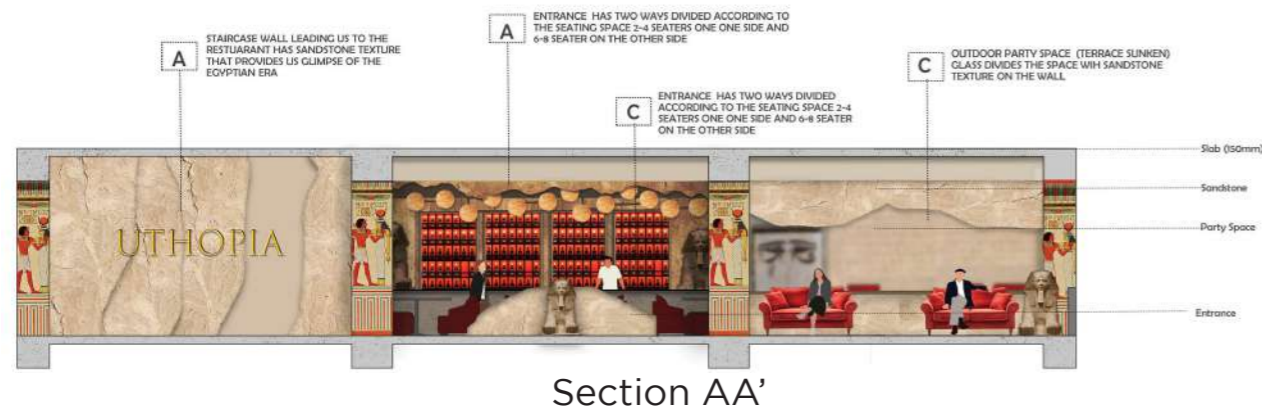 A
STAIRCASE WALL LEADING US TO THE
RESTUARANT HAS SANDSTONE TEXTURE
THAT PROVIDES US GLIMPSE OF THE
EGYPTIAN ERA
A
ENTRANCE HAS TWO WAYS DIVIDED ACCORDING TO
THE SEATING SPACE 2-4 SEATERS ONE ONE SIDE AND
6-8 SEATER ON THE OTHER SIDE
C
ENTRANCE HAS TWO WAYS DIVIDED
ACCORDING TO THE SEATING SPACE 2-4
SEATERS ONE ONE SIDE AND 6-8 SEATER
ON THE OTHER SIDE
C
OUTDOOR PARTY SPACE (TERRACE SUNKEN)
GLASS DIVIDES THE SPACE WIH SANDSTONE
TEXTURE ON THE WALL
Slab (150mm)
Sandstone
Party Space
Entrance
UTHOPIA
Section AA'